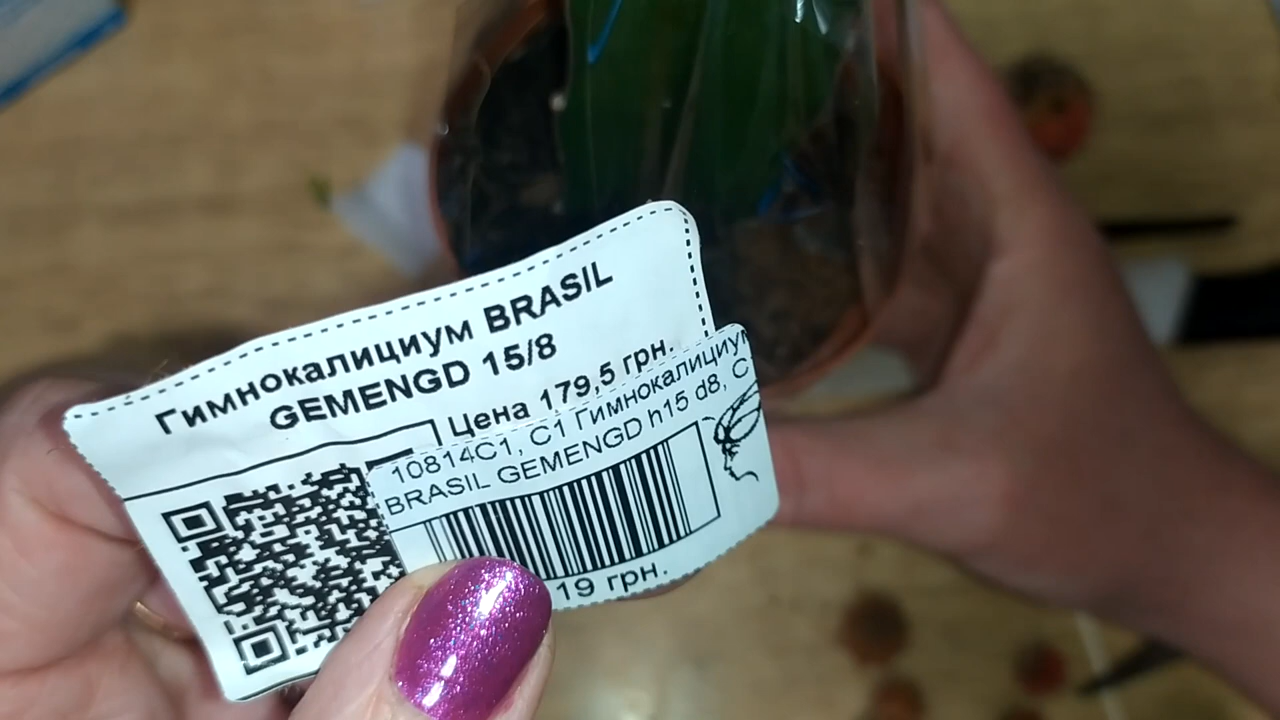 Гимнокалициум BRASIL
GEMENGD 15/8
Цена 179,5 грн.
10814C1, C1 Гимнокалициум
BRASIL GEMENGD h15 d8, C
19 грн.